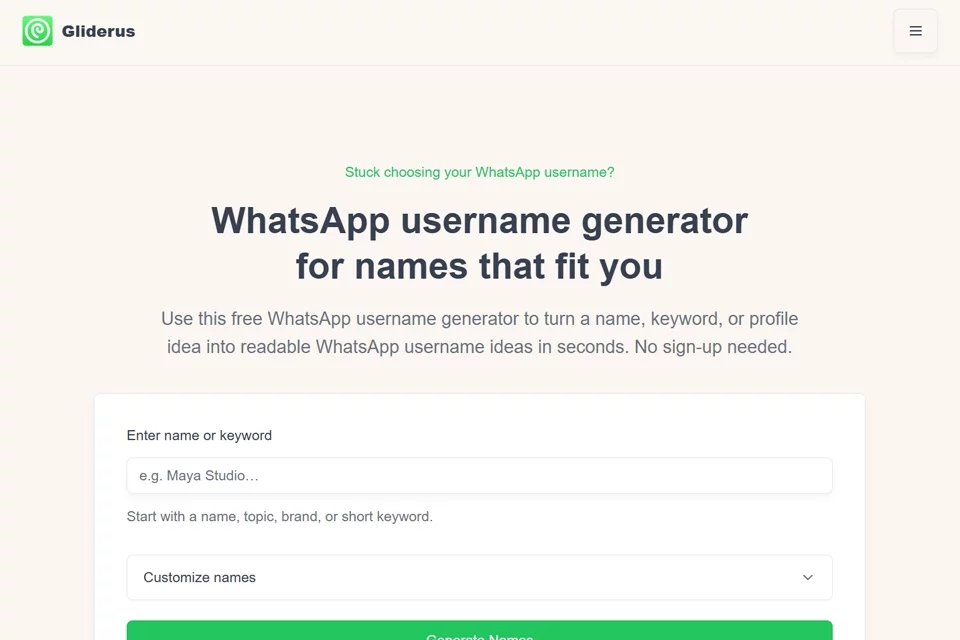 Gliderus
Stuck choosing your WhatsApp username?
WhatsApp username generator
for names that fit you
Use this free WhatsApp username generator to turn a name, keyword, or profile
idea into readable WhatsApp username ideas in seconds. No sign-up needed.
Enter name or keyword
e.g. Maya Studio…
Start with a name, topic, brand, or short keyword.
Customize names
Generate Names